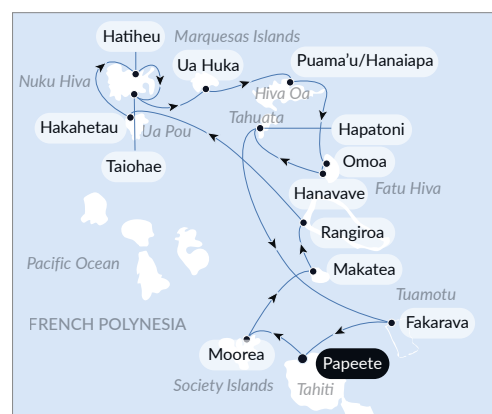 Hatiheu
Marquesas Islands
Ua Huka
Puama'u/Hanaiapa
Nuku Hiva
Hiva Oa
Tahuata
Hakahetau
Ua Pou
Hapatoni
Taiohae
Omoa
Hanavave
Fatu Hiva
Rangiroa
Pacific Ocean
Makatea
Tuamotu
FRENCH POLYNESIA
Fakarava
Moorea
Papeete
Society Islands
Tahiti